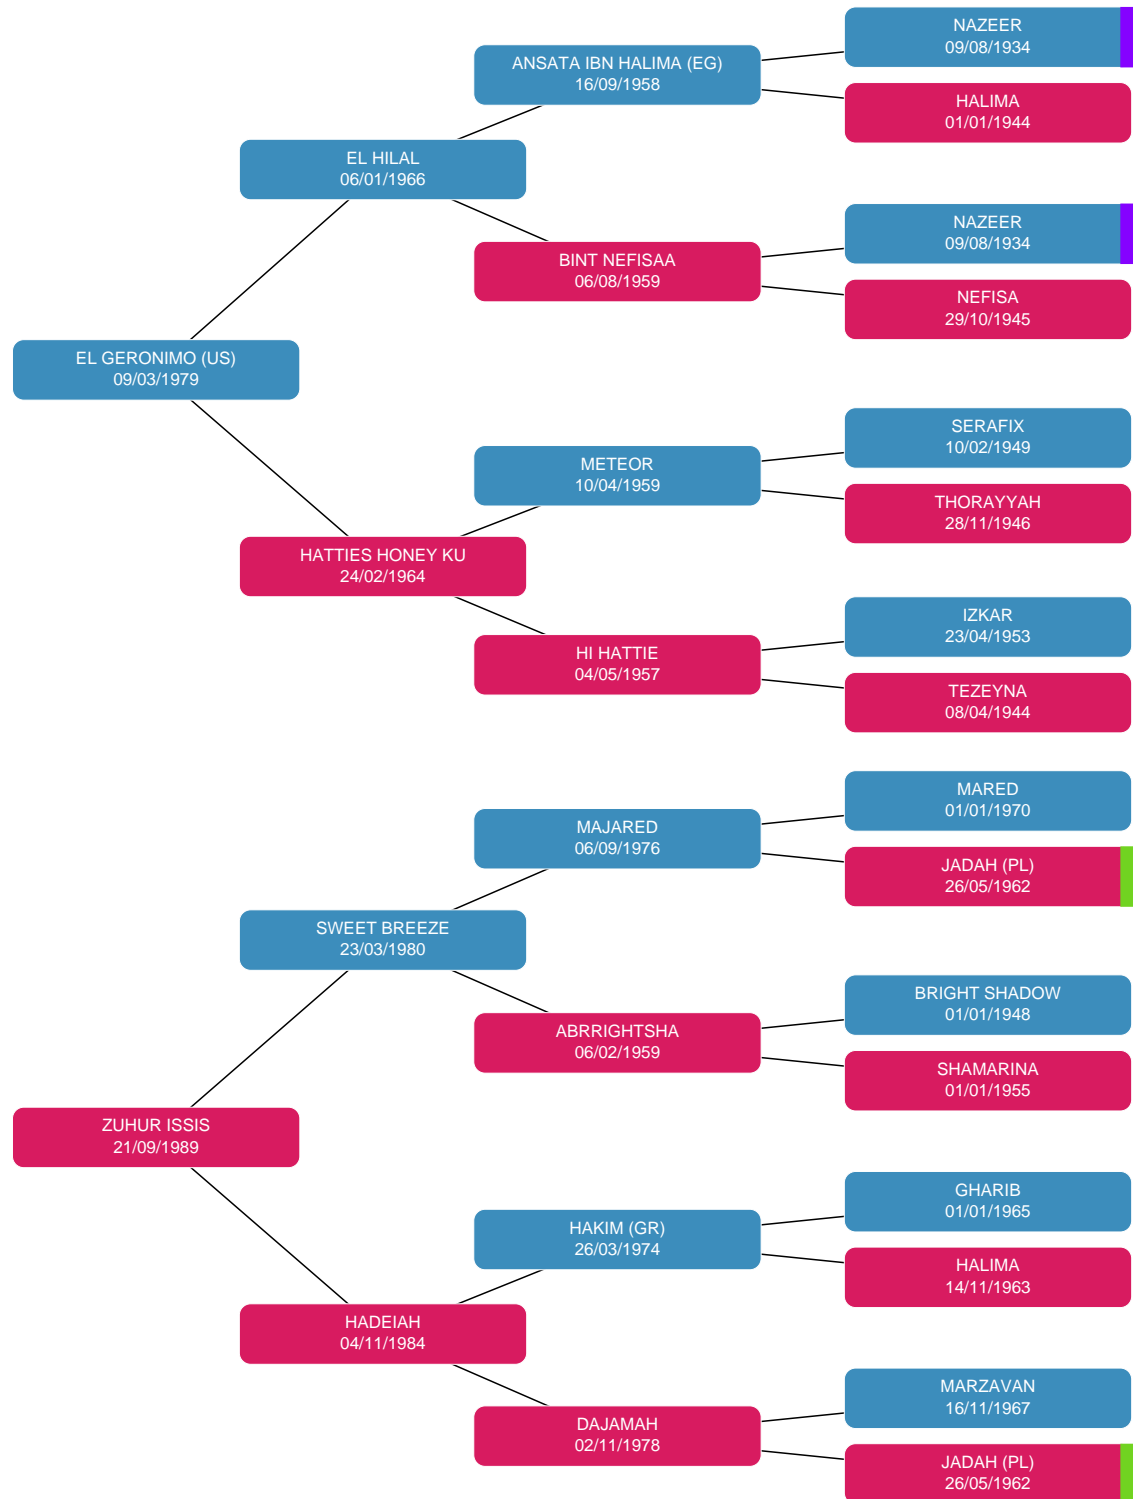 NAZEER
09/08/1934
ANSATA IBN HALIMA (EG)
16/09/1958
HALIMA
01/01/1944
EL HILAL
06/01/1966
NAZEER
09/08/1934
BINT NEFISAA
06/08/1959
NEFISA
29/10/1945
EL GERONIMO (US)
09/03/1979
SERAFIX
10/02/1949
METEOR
10/04/1959
THORAYYAH
28/11/1946
HATTIES HONEY KU
24/02/1964
IZKAR
23/04/1953
HI HATTIE
04/05/1957
TEZEYNA
08/04/1944
MARED
01/01/1970
MAJARED
06/09/1976
JADAH (PL)
26/05/1962
SWEET BREEZE
23/03/1980
BRIGHT SHADOW
01/01/1948
ABRRIGHTSHA
06/02/1959
SHAMARINA
01/01/1955
ZUHUR ISSIS
21/09/1989
GHARIB
01/01/1965
HAKIM (GR)
26/03/1974
HALIMA
14/11/1963
HADEIAH
04/11/1984
MARZAVAN
16/11/1967
DAJAMAH
02/11/1978
JADAH (PL)
26/05/1962